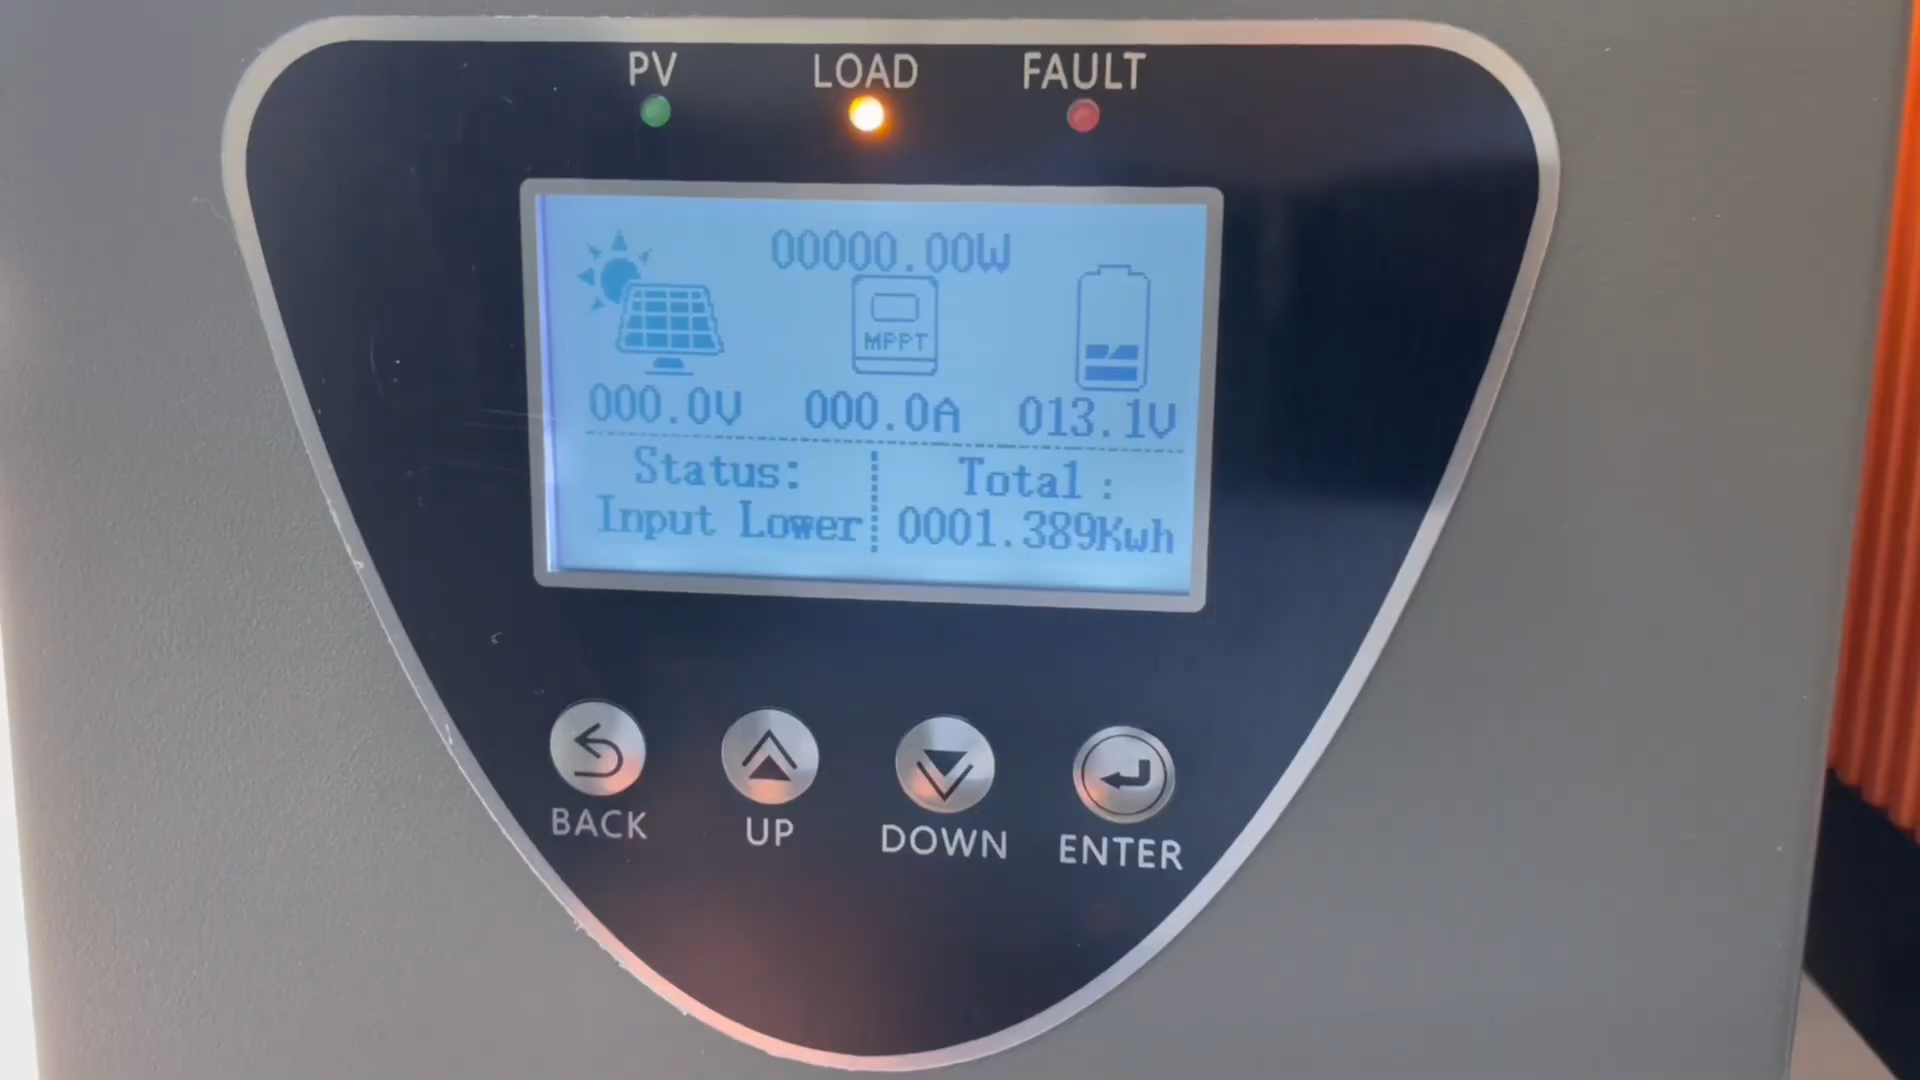 PV LOAD FAULT
00000.00W
MPPT
000.0V 000.0A 013.1V
Status: Total :
Input Lower 0001.389Kwh
BACK UP DOWN ENTER